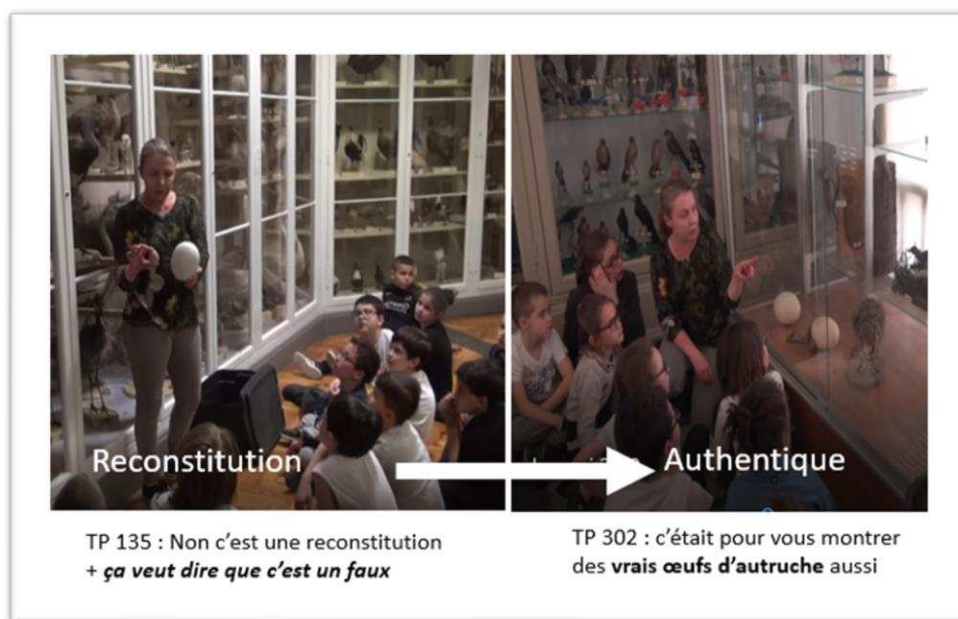 Reconstitution
Authentique
TP 135 : Non c'est une reconstitution
+ ça veut dire que c'est un faux
TP 302 : c'était pour vous montrer
des vrais œufs d'autruche aussi